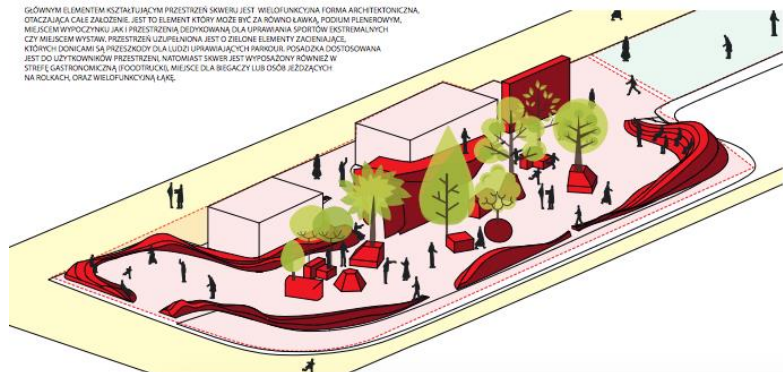 GŁÓWNYM ELEMENTEM KSZTAŁTUJĄCYM PRZESTRZEŃ SKWERU JEST WIELOFUNKCYJNA FORMA ARCHITEKTONICZNA,
OTACZAJĄCA CAŁE ZAŁOŻENIE. JEST TO ELEMENT KTÓRY MOŻE BYĆ ZA RÓWNO ŁAWKĄ, PODIUM PLENEROWYM,
MIEJSCEM WYPOCZYNKU JAK I PRZESTRZENIĄ DEDYKOWANĄ DLA UPRAWIANIA SPORTÓW EKSTREMALNYCH
CZY MIEJSCEM WYSTAW. PRZESTRZEŃ UZUPEŁNIONA JEST O ZIELONE ELEMENTY ZACIENIAJĄCE,
KTÓRYCH DONICAMI SĄ PRZESZKODY DLA LUDZI UPRAWIAJĄCYCH PARKOUR. POSADZKA DOSTOSOWANA
JEST DO UŻYTKOWNIKÓW PRZESTRZENI, NATOMIAST SKWER JEST WYPOSAŻONY RÓWNIEŻ W
STREFĘ GASTRONOMICZNĄ (FOODTRUCKI), MIEJSCE DLA BIEGACZY LUB OSÓB JEŻDŻĄCYCH
NA ROLKACH, ORAZ WIELOFUNKCYJNĄ ŁĄKĘ.